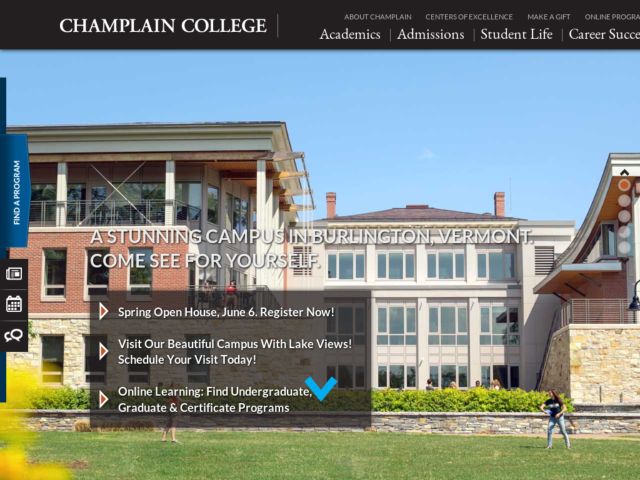 CHAMPLAIN COLLEGE
ABOUT CHAMPLAIN CENTERS OF EXCELLENCE MAKE A GIFT ONLINE PROGRA
Academics Admissions Student Life Career Succe
FIND A PROGRAM
A STUNNING CAMPUS IN BURLINGTON, VERMONT.
COME SEE FOR YOURSELF.
Spring Open House, June 6. Register Now!
Visit Our Beautiful Campus With Lake Views!
Schedule Your Visit Today!
Online Learning: Find Undergraduate,
Graduate & Certificate Programs